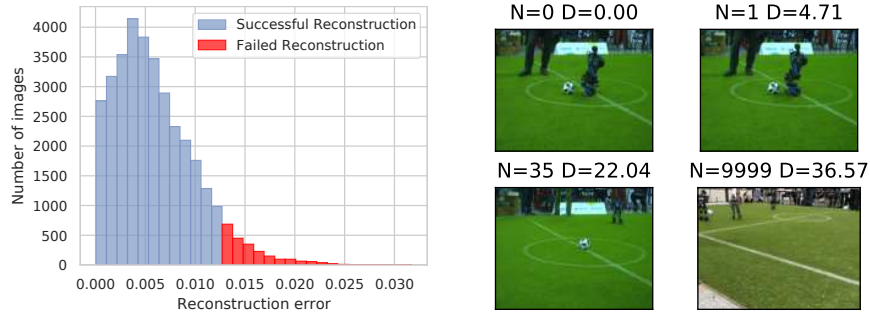 Successful Reconstruction
Failed Reconstruction
4000
3500
3000
2500
2000
1500
1000
500
0
Number of images
0.000 0.005 0.010 0.015 0.020 0.025 0.030
Reconstruction error
N=0 D=0.00
N=1 D=4.71
N=35 D=22.04
N=9999 D=36.57